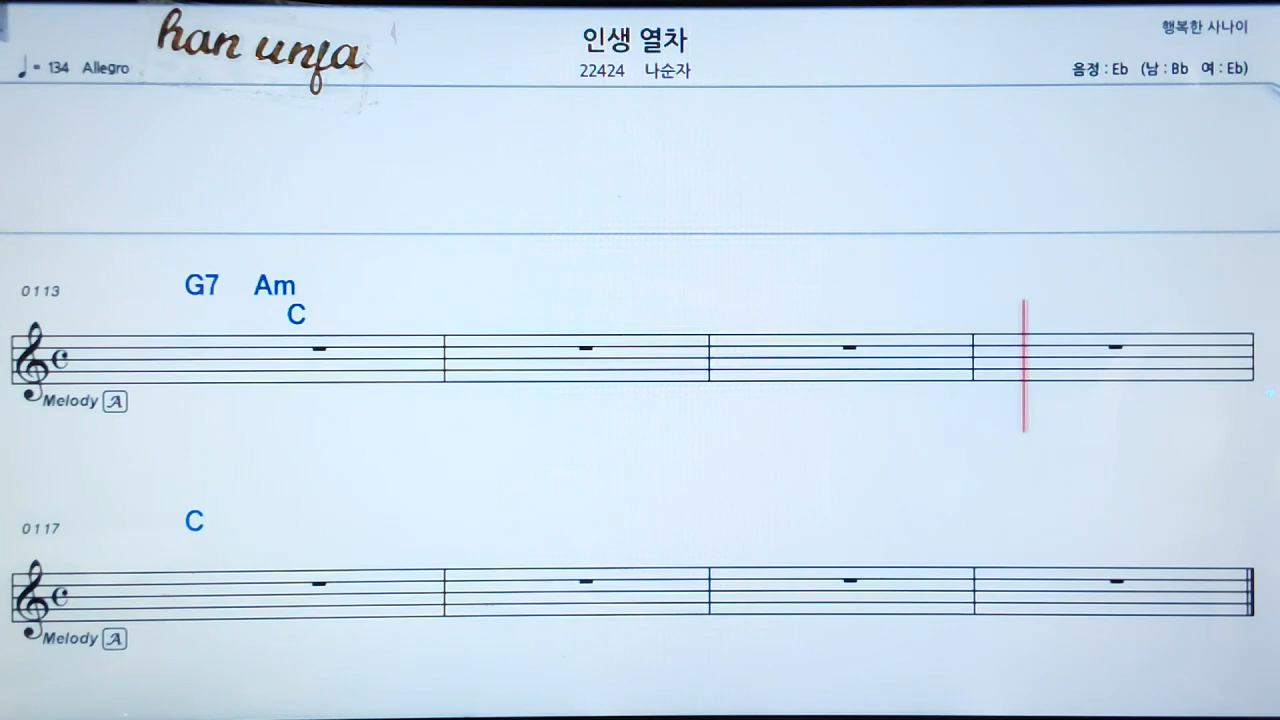 han unfa
인생 열차
행복한 사나이
♩= 134 Allegro
22424 나순자
음정 : Eb (남 : Bb 여 : Eb)
0113
G7 Am
C
Melody A
0117
C
Melody A